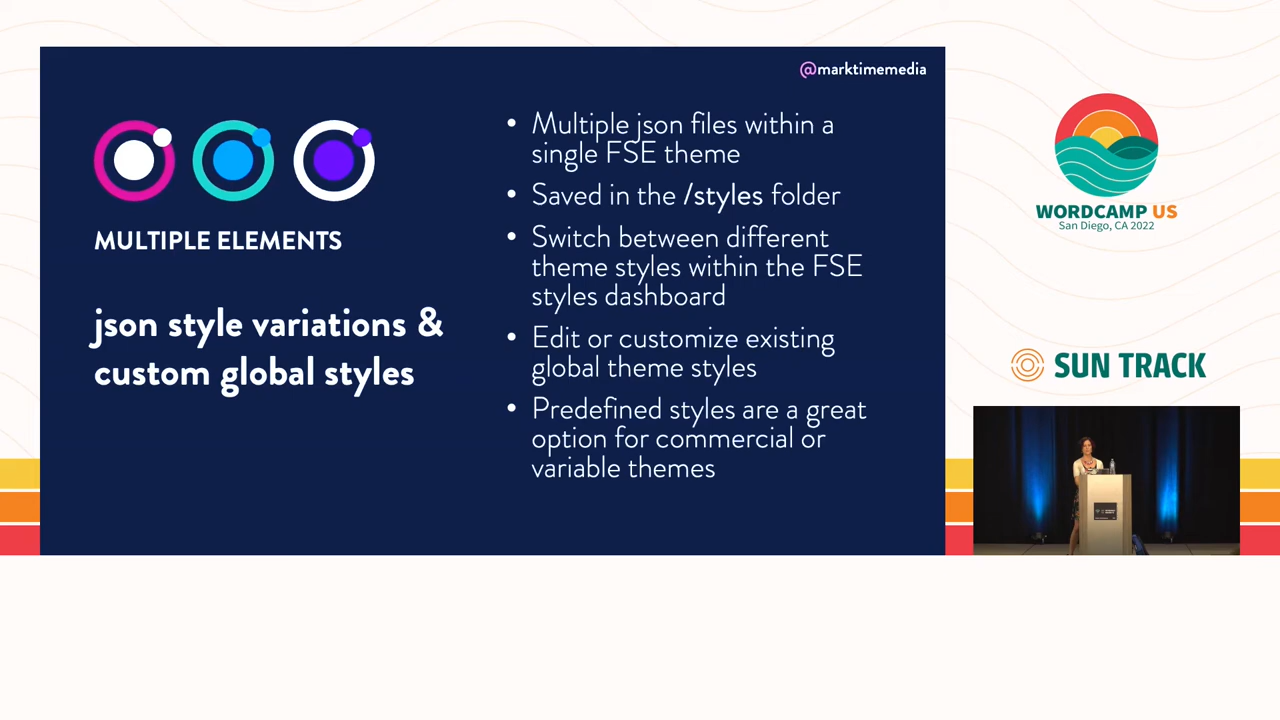 @marktimemedia
MULTIPLE ELEMENTS
json style variations &
custom global styles
• Multiple json files within a
single FSE theme
• Saved in the /styles folder
• Switch between different
theme styles within the FSE
styles dashboard
• Edit or customize existing
global theme styles
• Predefined styles are a great
option for commercial or
variable themes
WORDCAMP US
San Diego, CA 2022
SUN TRACK